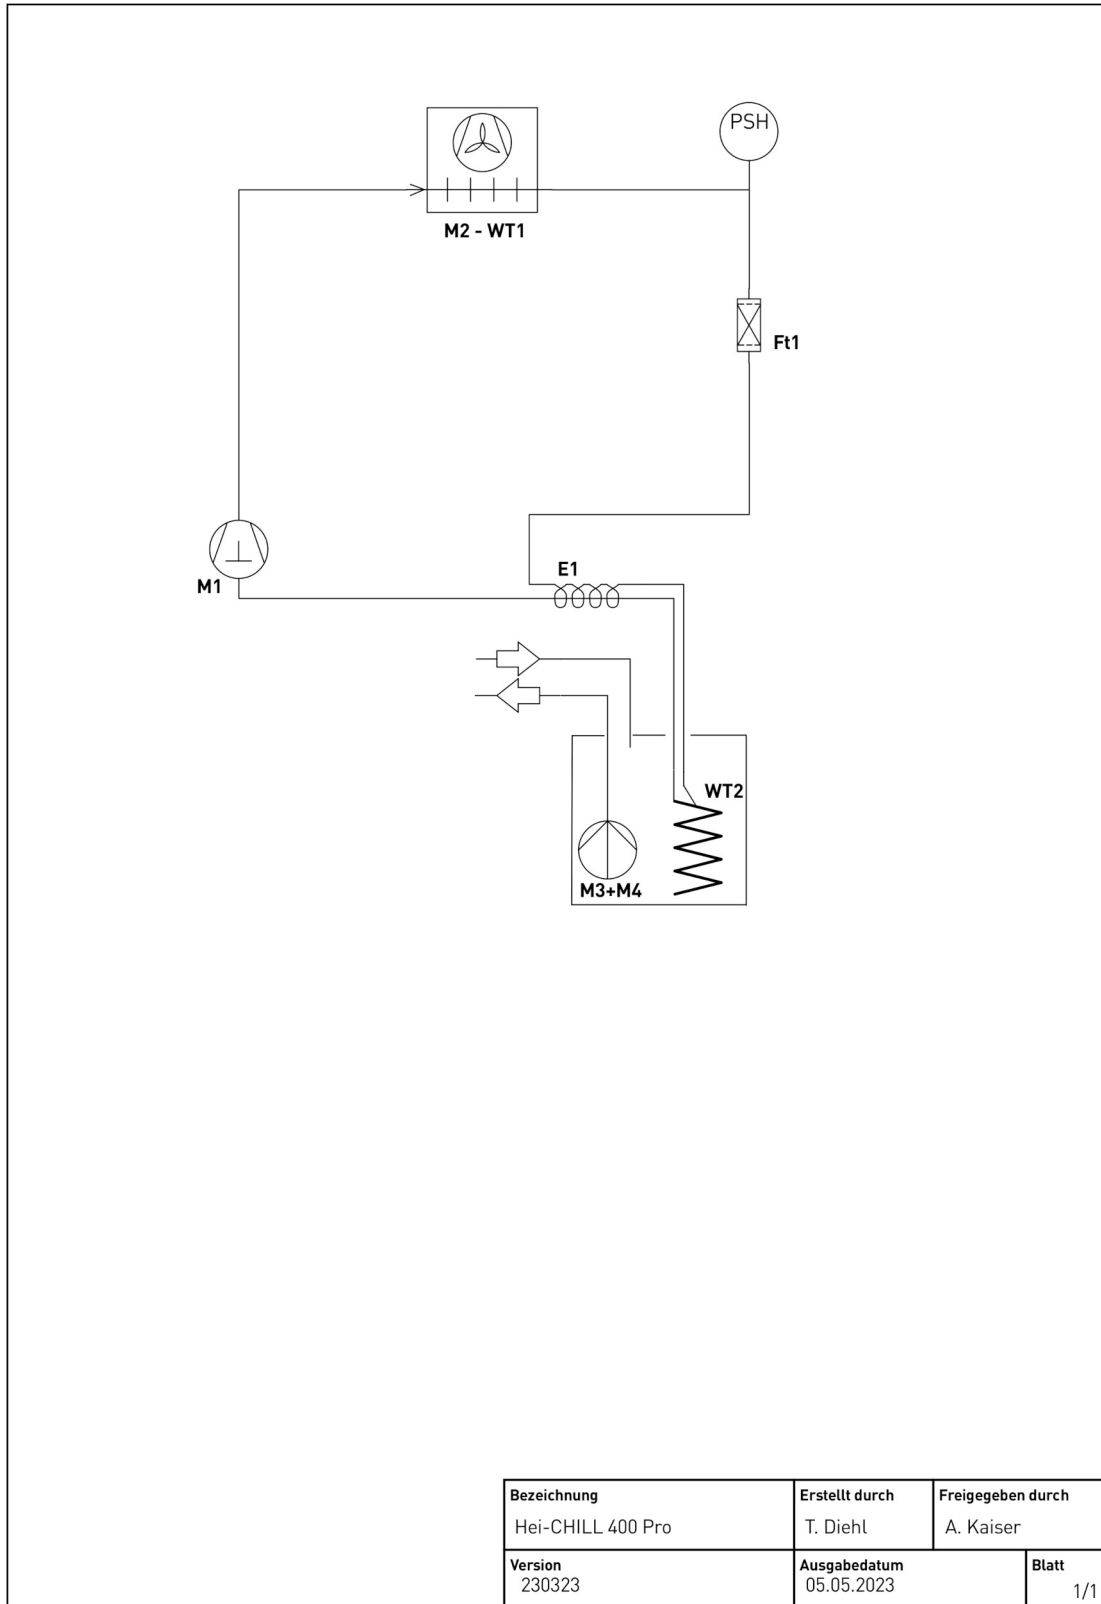 PSH
M2 - WT1
Ft1
E1
M1
WT2
M3+M4
Bezeichnung
Hei-CHILL 400 Pro
Erstellt durch
T. Diehl
Freigegeben durch
A. Kaiser
Version
230323
Ausgabedatum
05.05.2023
Blatt
1/1